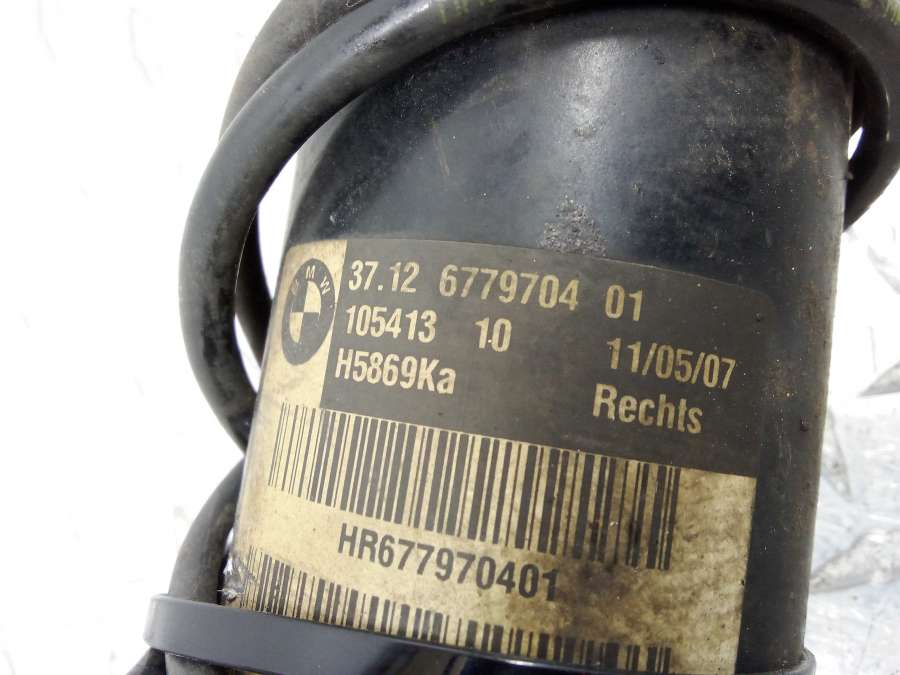 BMW
37.12 6779704 01
105413 10 11/05/07
H5869Ka Rechts
HR677970401